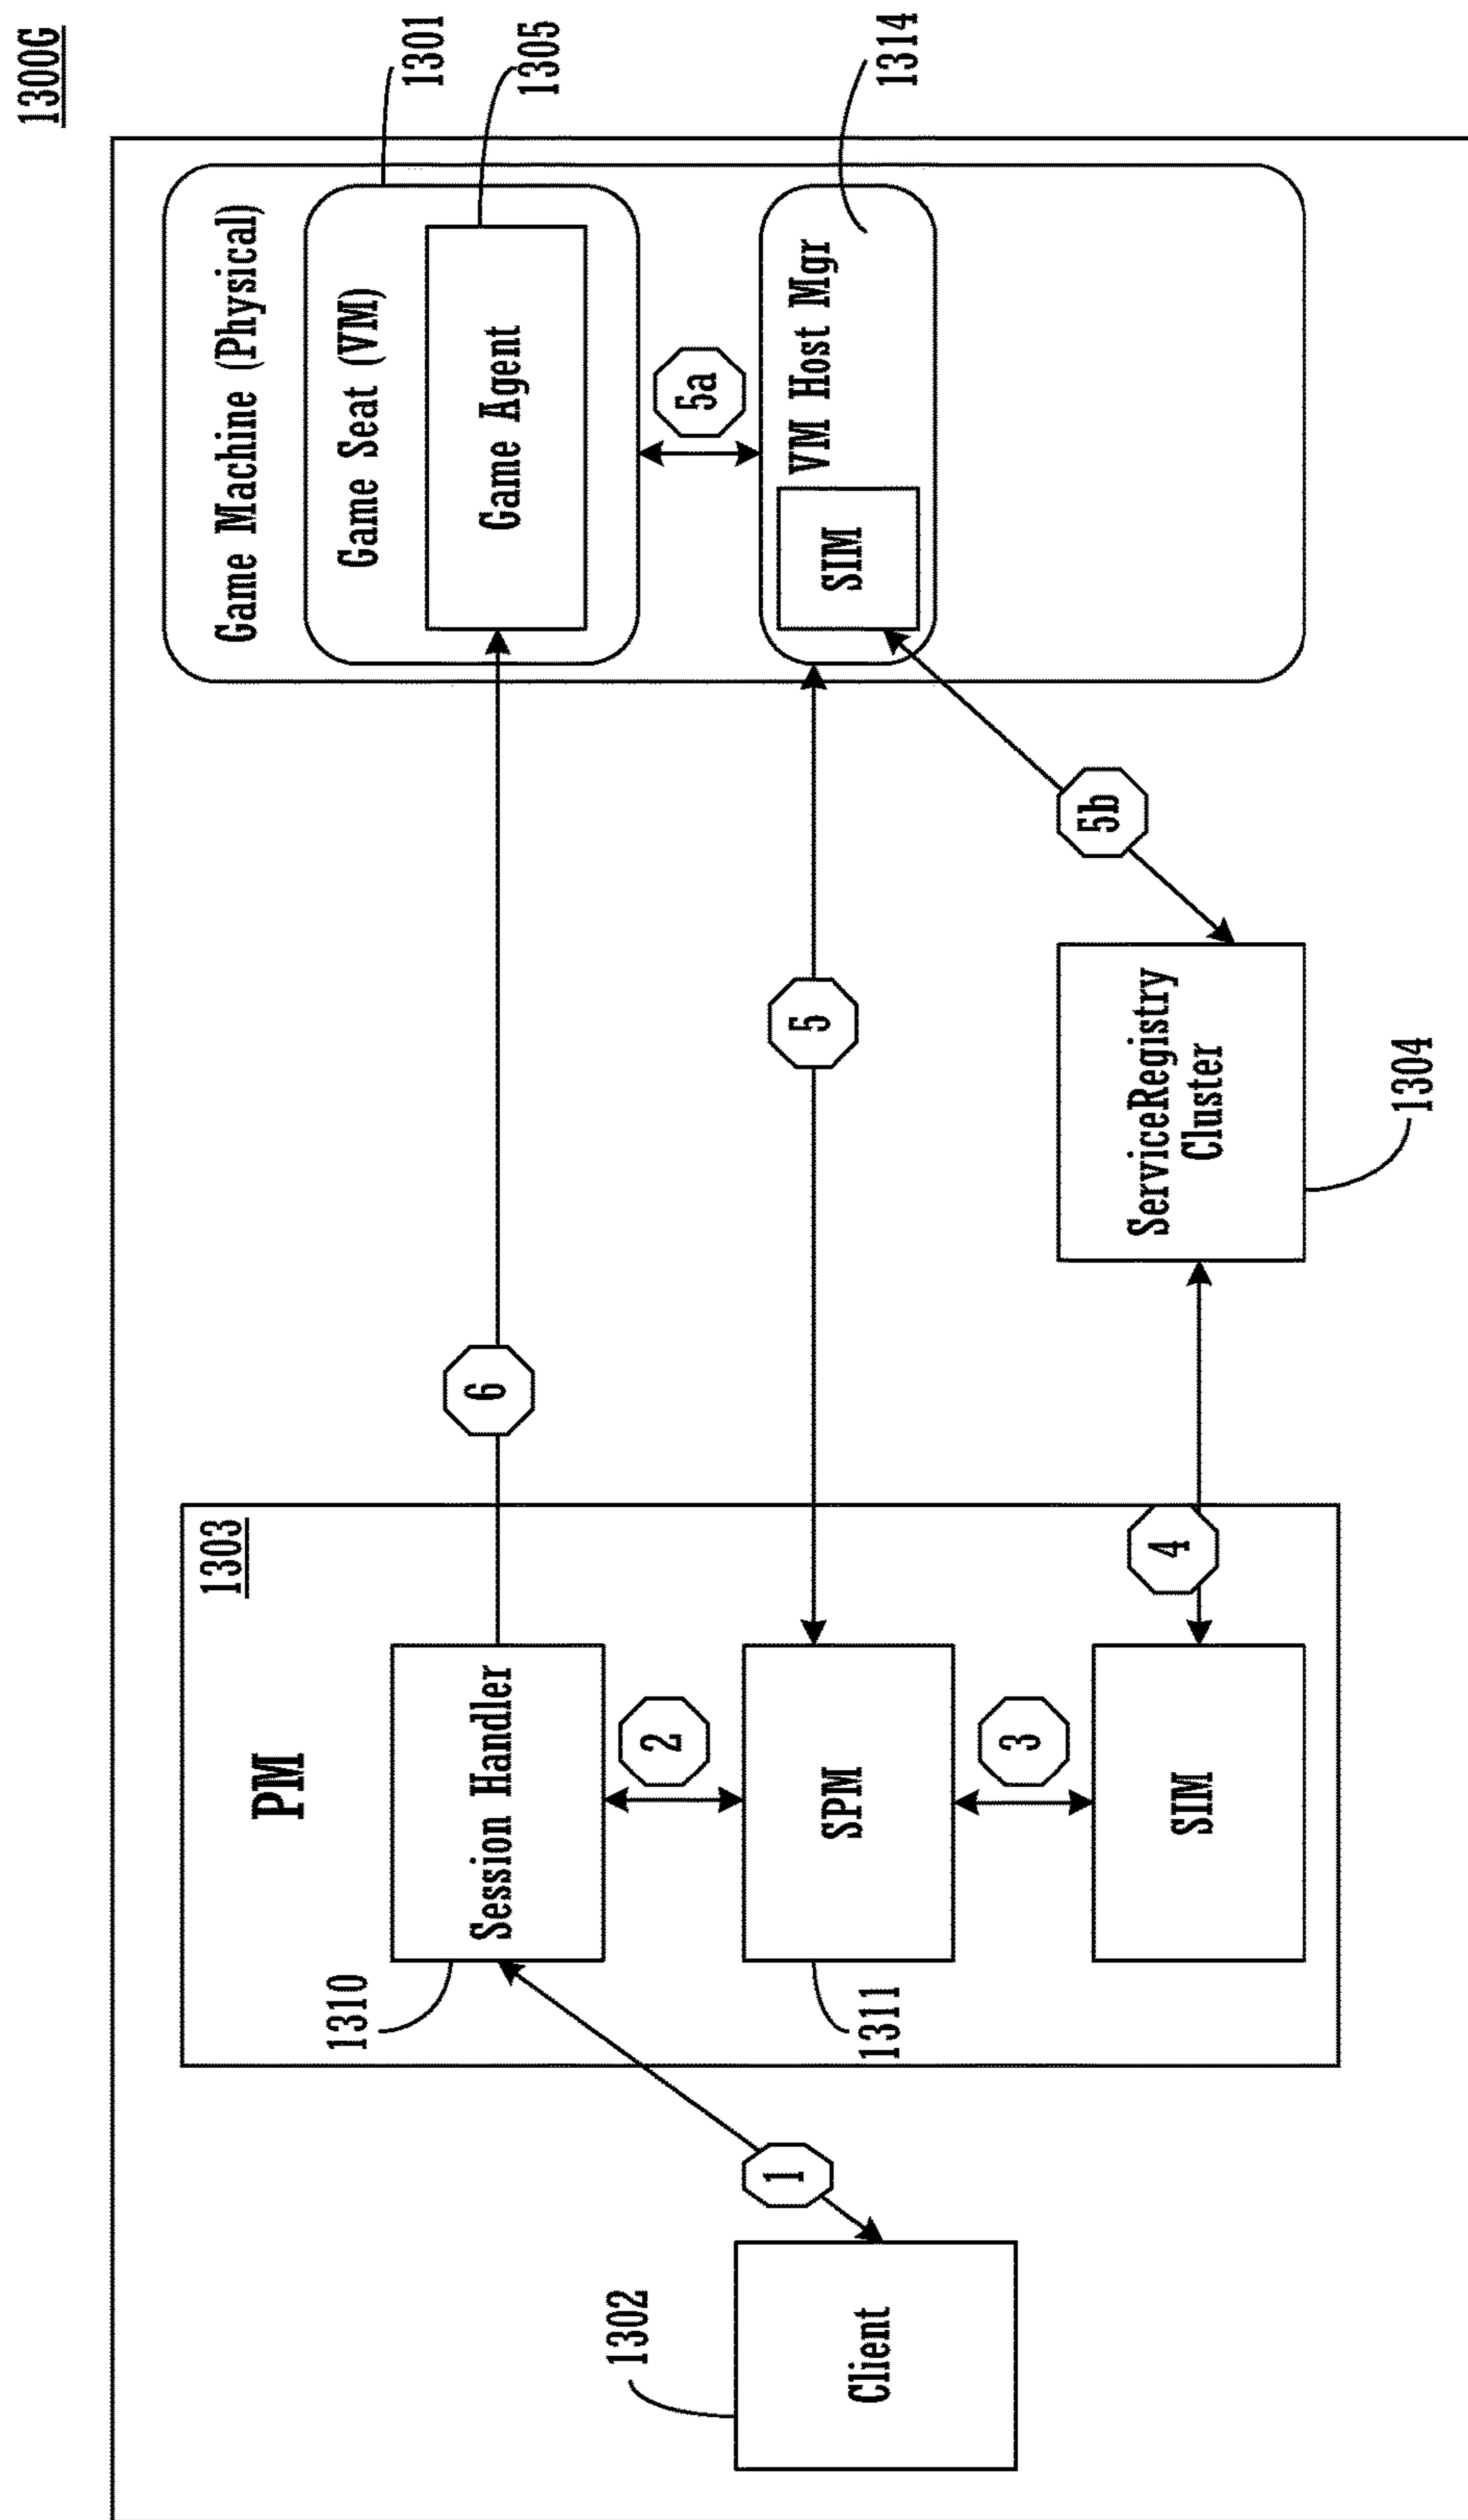 1300G
1303
PM
1310
Session Handler
2
1311
SPM
3
SIM
1302
Client
1
4
5
6
ServiceRegistry
Cluster
1304
5b
Game Machine (Physical)
Game Seat (VM)
1301
Game Agent
1305
5a
VM Host Mgr
1314
SIM